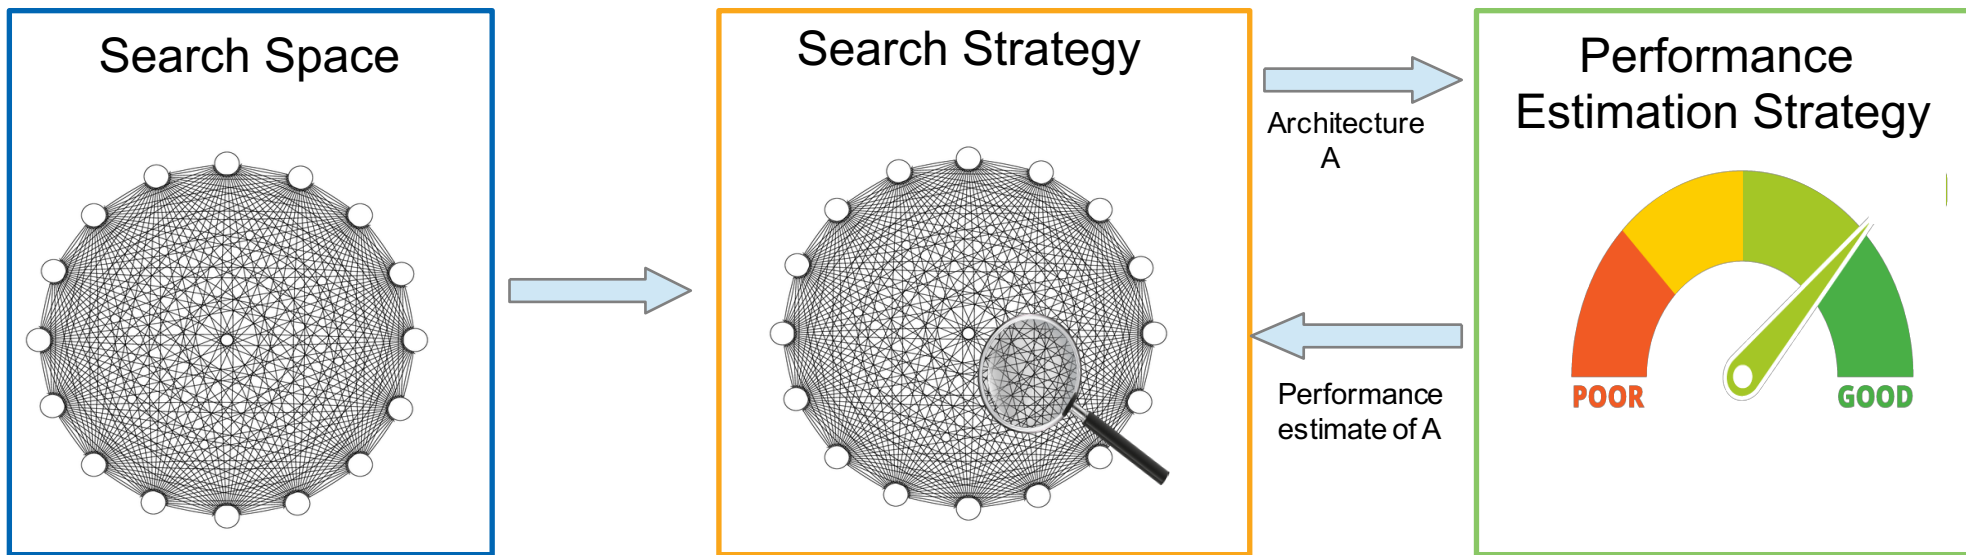 Search Space
Search Strategy
Architecture
A
Performance
estimate of A
Performance
Estimation Strategy
POOR
GOOD